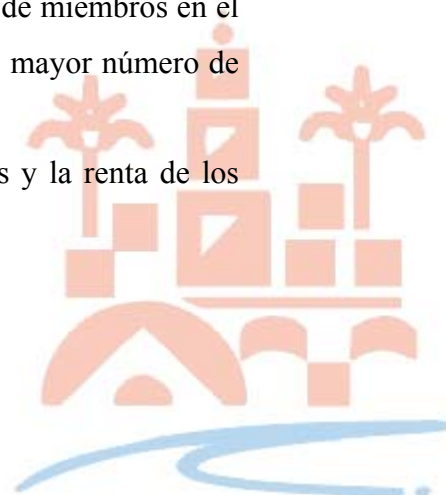 de miembros en el
mayor número de
s y la renta de los